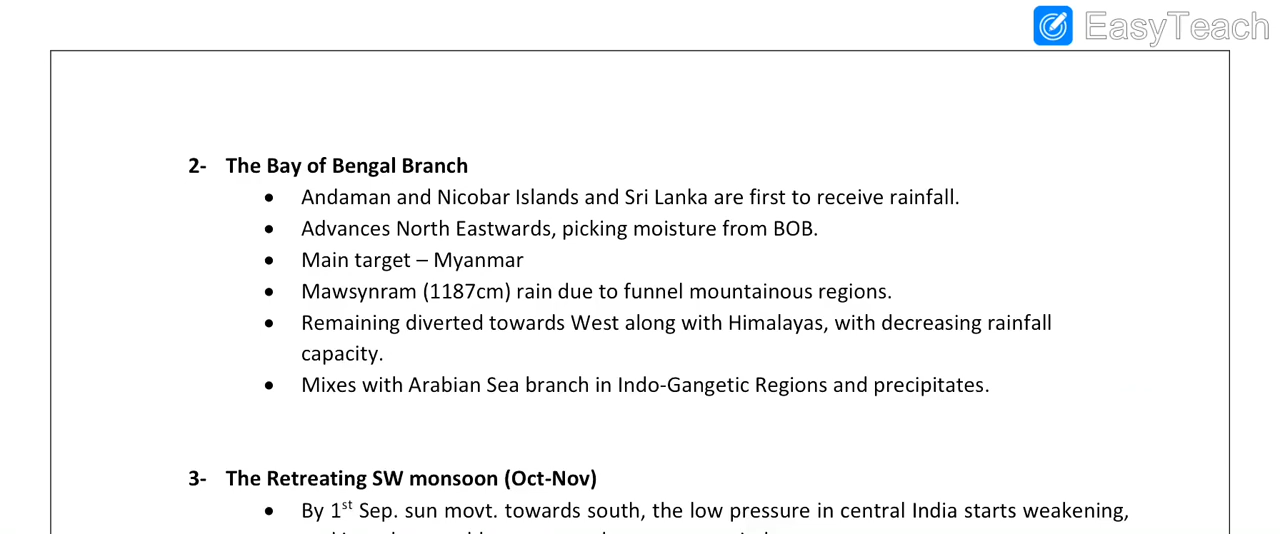 EasyTeach
2- The Bay of Bengal Branch
• Andaman and Nicobar Islands and Sri Lanka are first to receive rainfall.
• Advances North Eastwards, picking moisture from BOB.
• Main target – Myanmar
• Mawsynram (1187cm) rain due to funnel mountainous regions.
• Remaining diverted towards West along with Himalayas, with decreasing rainfall
capacity.
• Mixes with Arabian Sea branch in Indo-Gangetic Regions and precipitates.
3- The Retreating SW monsoon (Oct-Nov)
• By 1st Sep. sun movt. towards south, the low pressure in central India starts weakening,